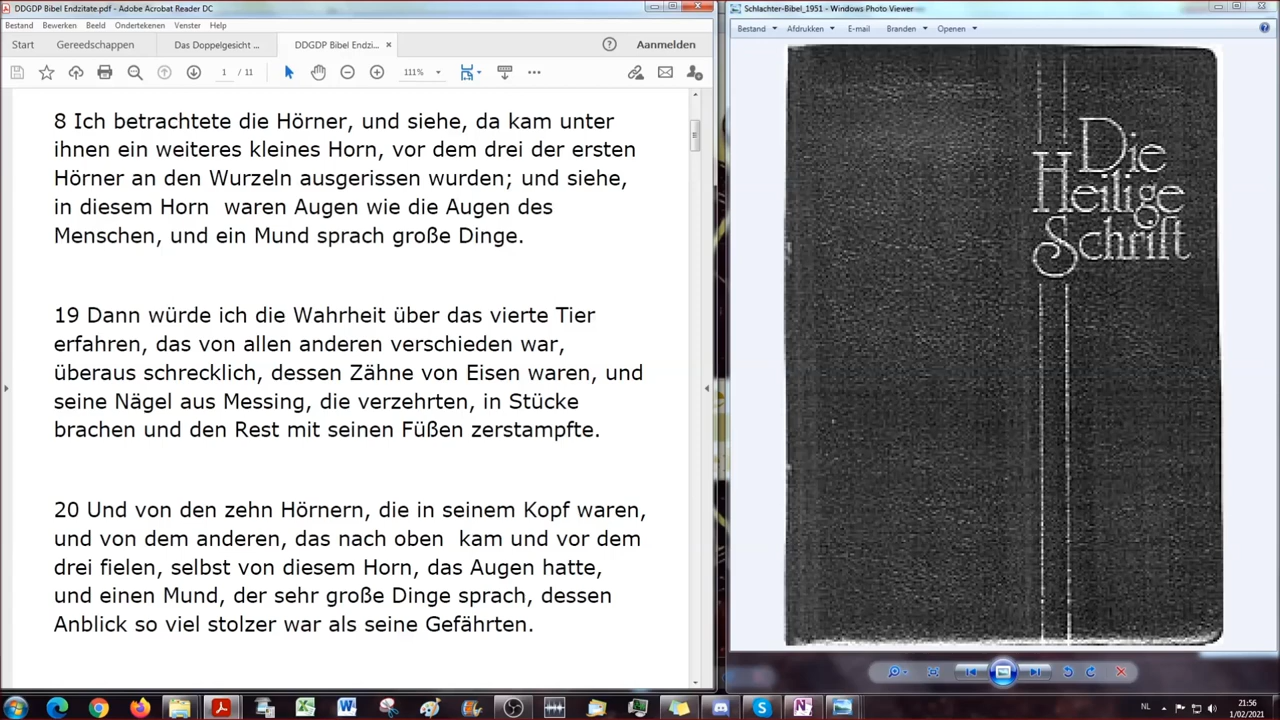 DDGDP Bibel Endzitate.pdf - Adobe Acrobat Reader DC
Bestand Bewerken Beeld Ondertekenen Venster Help
Start Gereedschappen Das Doppelgesicht ... DDGDP Bibel Endzi... × Aanmelden
1 / 11 111%
8 Ich betrachtete die Hörner, und siehe, da kam unter
ihnen ein weiteres kleines Horn, vor dem drei der ersten
Hörner an den Wurzeln ausgerissen wurden; und siehe,
in diesem Horn waren Augen wie die Augen des
Menschen, und ein Mund sprach große Dinge.
19 Dann würde ich die Wahrheit über das vierte Tier
erfahren, das von allen anderen verschieden war,
überaus schrecklich, dessen Zähne von Eisen waren, und
seine Nägel aus Messing, die verzehrten, in Stücke
brachen und den Rest mit seinen Füßen zerstampfte.
20 Und von den zehn Hörnern, die in seinem Kopf waren,
und von dem anderen, das nach oben kam und vor dem
drei fielen, selbst von diesem Horn, das Augen hatte,
und einen Mund, der sehr große Dinge sprach, dessen
Anblick so viel stolzer war als seine Gefährten.
Schlachter-Bibel_1951 - Windows Photo Viewer
Bestand Afdrukken E-mail Branden Openen
Die
Heilige
Schrift
NL 21:56
1/02/2021